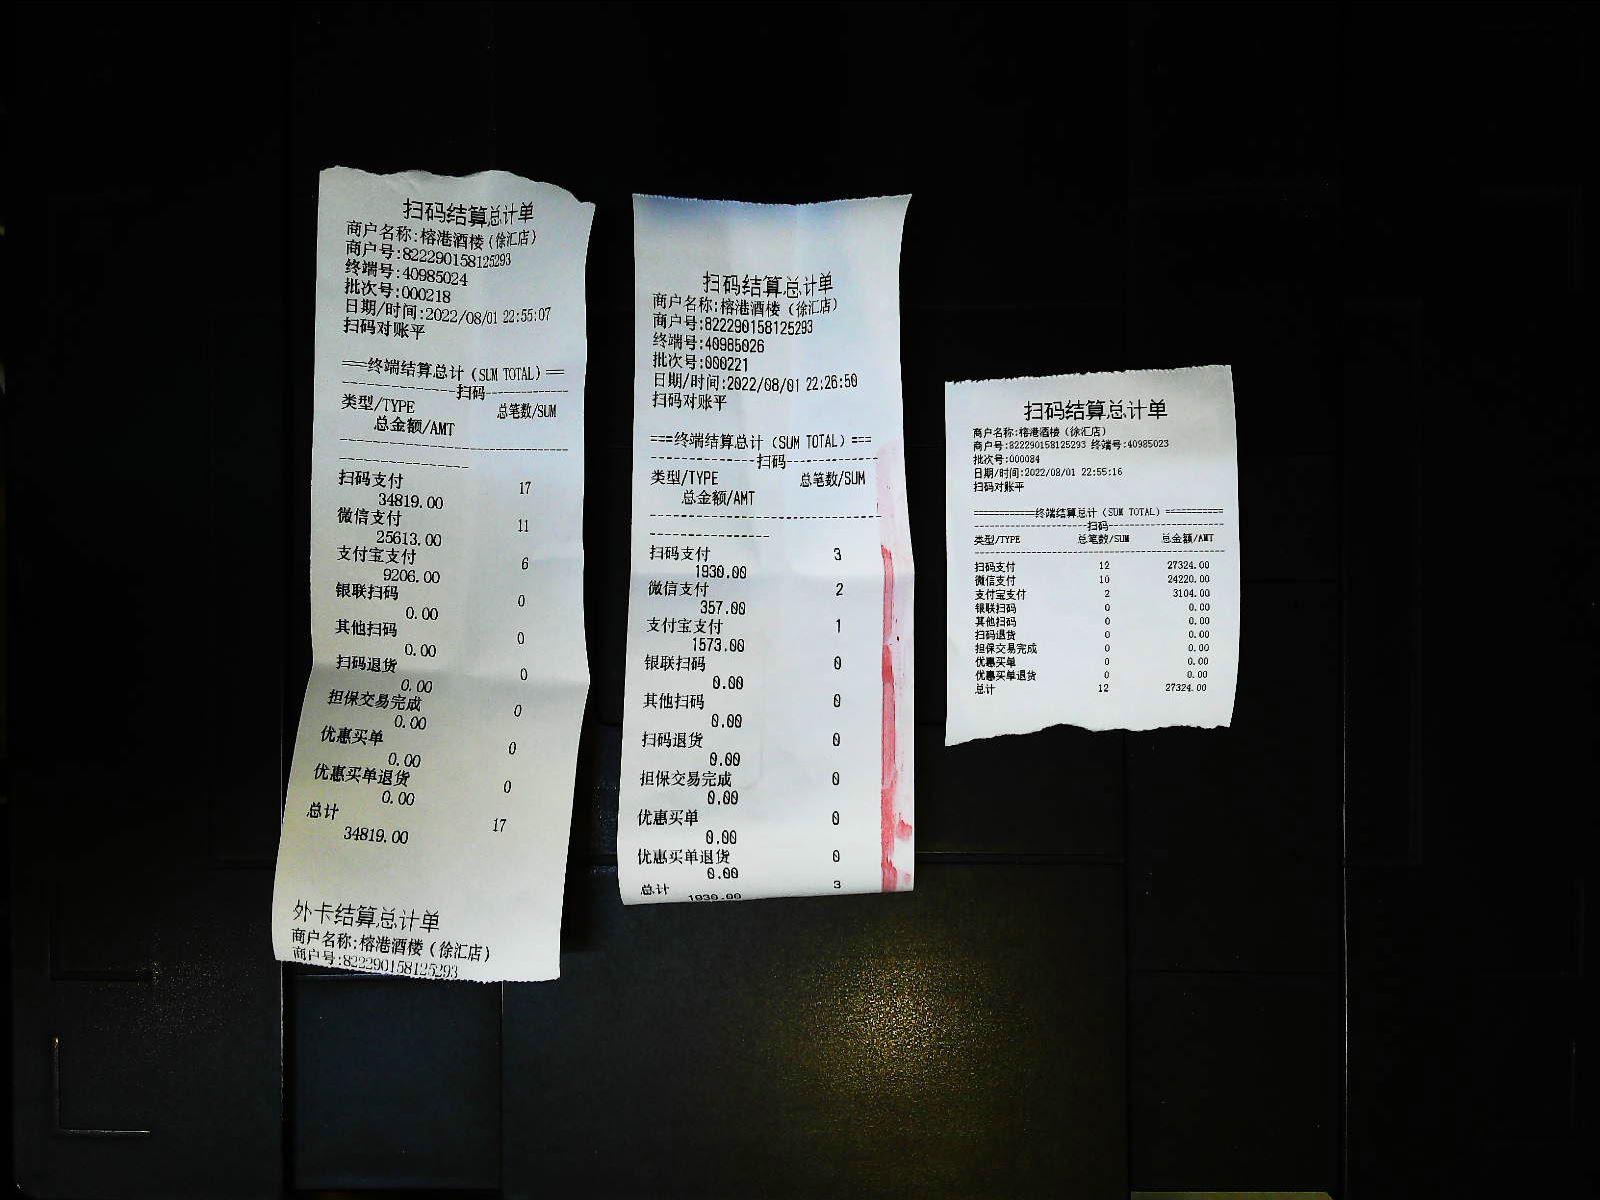 扫码结算总计单
商户名称:榕港酒楼(徐汇店)
商户号:822290158125293
终端号:40985024
批次号:000218
日期/时间:2022/08/01 22:55:07
扫码对账平
==终端结算总计(SUM TOTAL)==
----------------扫码----------------
类型/TYPE 总笔数/SUM
总金额/AMT
扫码支付 17
34819.00
微信支付 11
25613.00
支付宝支付 6
9206.00
银联扫码 0
0.00
其他扫码 0
0.00
扫码退货 0
0.00
担保交易完成 0
0.00
优惠买单 0
0.00
优惠买单退货 0
0.00
总计 17
34819.00
外卡结算总计单
商户名称:榕港酒楼(徐汇店)
商户号:822290158125293
扫码结算总计单
商户名称:榕港酒楼(徐汇店)
商户号:822290158125293
终端号:40985026
批次号:000221
日期/时间:2022/08/01 22:26:50
扫码对账平
===终端结算总计(SUM TOTAL)===
----------------扫码----------------
类型/TYPE 总笔数/SUM
总金额/AMT
扫码支付 3
1930.00
微信支付 2
357.00
支付宝支付 1
1573.00
银联扫码 0
0.00
其他扫码 0
0.00
扫码退货 0
0.00
担保交易完成 0
0.00
优惠买单 0
0.00
优惠买单退货 0
0.00
总计 3
1930.00
扫码结算总计单
商户名称:榕港酒楼(徐汇店)
商户号:822290158125293 终端号:40985023
批次号:000084
日期/时间:2022/08/01 22:55:16
扫码对账平
===========终端结算总计(SUM TOTAL)===========
----------------------扫码----------------------
类型/TYPE 总笔数/SUM 总金额/AMT
扫码支付 12 27324.00
微信支付 10 24220.00
支付宝支付 2 3104.00
银联扫码 0 0.00
其他扫码 0 0.00
扫码退货 0 0.00
担保交易完成 0 0.00
优惠买单 0 0.00
优惠买单退货 0 0.00
总计 12 27324.00